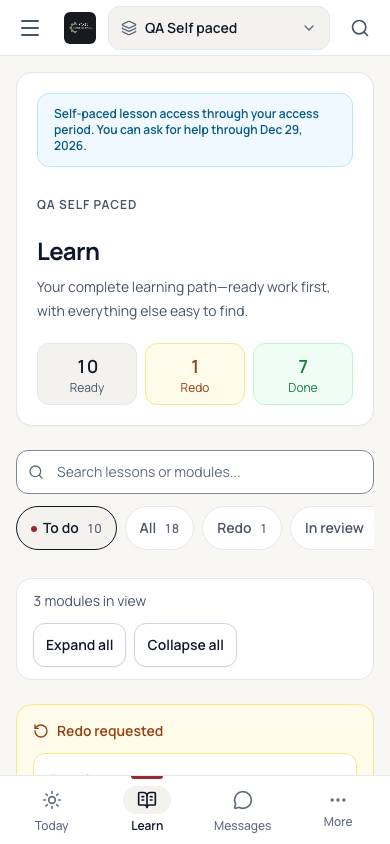 QA Self paced
Self-paced lesson access through your access
period. You can ask for help through Dec 29,
2026.
QA SELF PACED
Learn
Your complete learning path—ready work first,
with everything else easy to find.
10
Ready
1
Redo
7
Done
Search lessons or modules...
To do 10
All 18
Redo 1
In review
3 modules in view
Expand all
Collapse all
Redo requested
Today
Learn
Messages
More